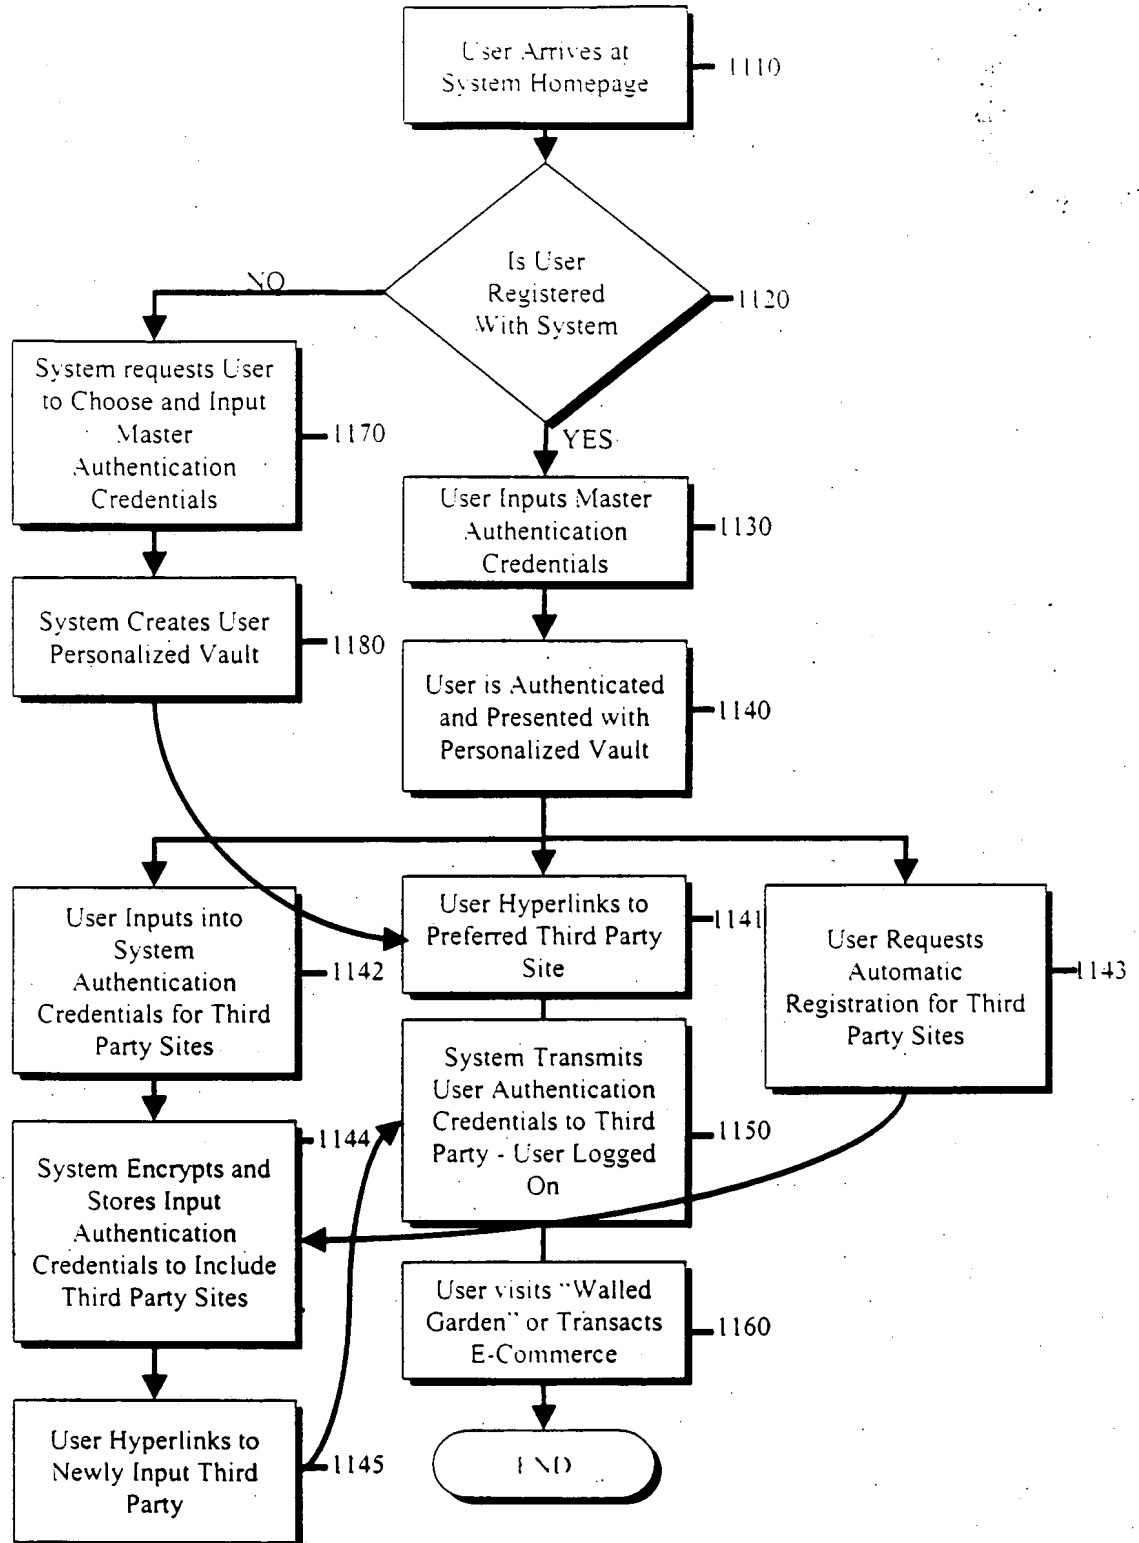 User Arrives at
System Homepage
1110
Is User
Registered
With System
1120
NO
YES
System requests User
to Choose and Input
Master
Authentication
Credentials
1170
User Inputs Master
Authentication
Credentials
1130
System Creates User
Personalized Vault
1180
User is Authenticated
and Presented with
Personalized Vault
1140
User Inputs into
System
Authentication
Credentials for Third
Party Sites
1142
User Hyperlinks to
Preferred Third Party
Site
1141
User Requests
Automatic
Registration for Third
Party Sites
1143
System Transmits
User Authentication
Credentials to Third
Party - User Logged
On
1150
System Encrypts and
Stores Input
Authentication
Credentials to Include
Third Party Sites
1144
User visits "Walled
Garden" or Transacts
E-Commerce
1160
User Hyperlinks to
Newly Input Third
Party
1145
END